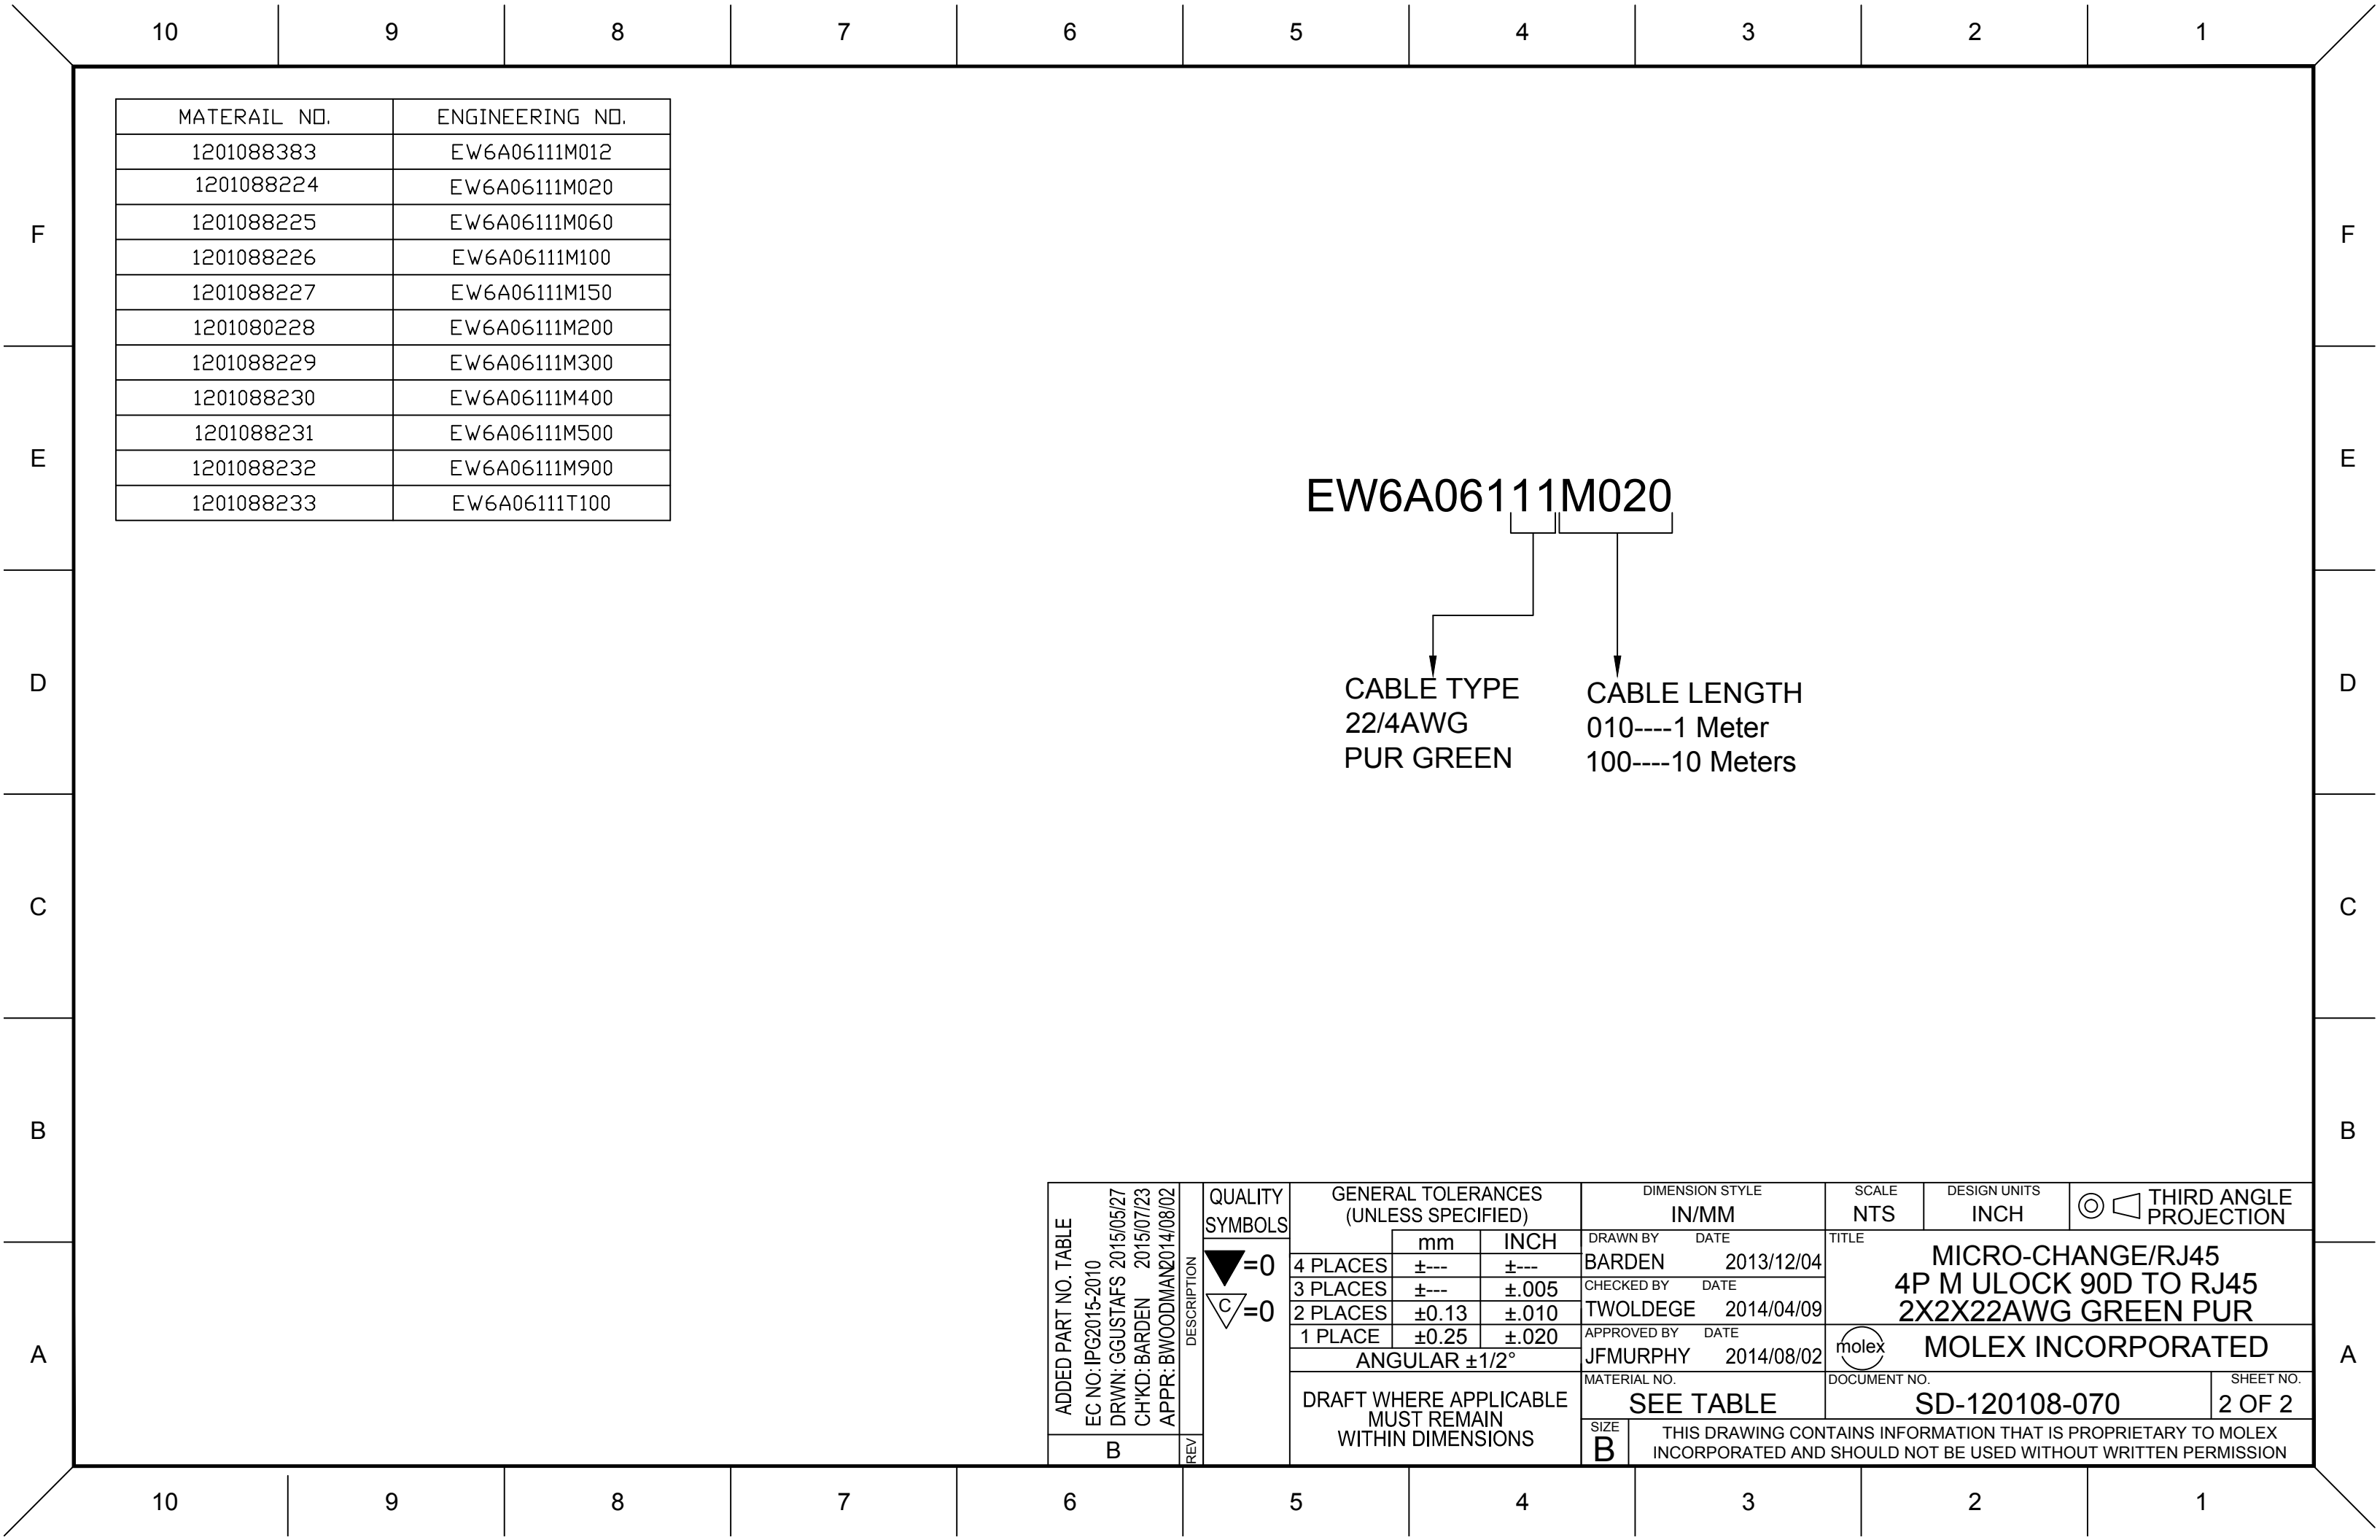 10 9 8 7 6 5 4 3 2 1
MATERAIL NO. ENGINEERING NO.
1201088383 EW6A06111M012
1201088224 EW6A06111M020
1201088225 EW6A06111M060
1201088226 EW6A06111M100
1201088227 EW6A06111M150
1201080228 EW6A06111M200
1201088229 EW6A06111M300
1201088230 EW6A06111M400
1201088231 EW6A06111M500
1201088232 EW6A06111M900
1201088233 EW6A06111T100
F F
E E
D D
C C
B B
A A
EW6A06111M020
CABLE TYPE
22/4AWG
PUR GREEN
CABLE LENGTH
010----1 Meter
100----10 Meters
ADDED PART NO. TABLE
EC NO: IPG2015-2010
DRWN: GGUSTAFS 2015/05/27
CH'KD: BARDEN 2015/07/23
APPR: BWOODMAN2014/08/02
DESCRIPTION
B
REV
QUALITY
SYMBOLS
=0
C =0
GENERAL TOLERANCES
(UNLESS SPECIFIED)
mm INCH
4 PLACES ±--- ±---
3 PLACES ±--- ±.005
2 PLACES ±0.13 ±.010
1 PLACE ±0.25 ±.020
ANGULAR ±1/2°
DRAFT WHERE APPLICABLE
MUST REMAIN
WITHIN DIMENSIONS
DIMENSION STYLE
IN/MM
SCALE
NTS
DESIGN UNITS
INCH
THIRD ANGLE
PROJECTION
DRAWN BY DATE
BARDEN 2013/12/04
CHECKED BY DATE
TWOLDEGE 2014/04/09
APPROVED BY DATE
JFMURPHY 2014/08/02
TITLE
MICRO-CHANGE/RJ45
4P M ULOCK 90D TO RJ45
2X2X22AWG GREEN PUR
molex MOLEX INCORPORATED
MATERIAL NO.
SEE TABLE
DOCUMENT NO.
SD-120108-070
SHEET NO.
2 OF 2
SIZE
B
THIS DRAWING CONTAINS INFORMATION THAT IS PROPRIETARY TO MOLEX
INCORPORATED AND SHOULD NOT BE USED WITHOUT WRITTEN PERMISSION
10 9 8 7 6 5 4 3 2 1